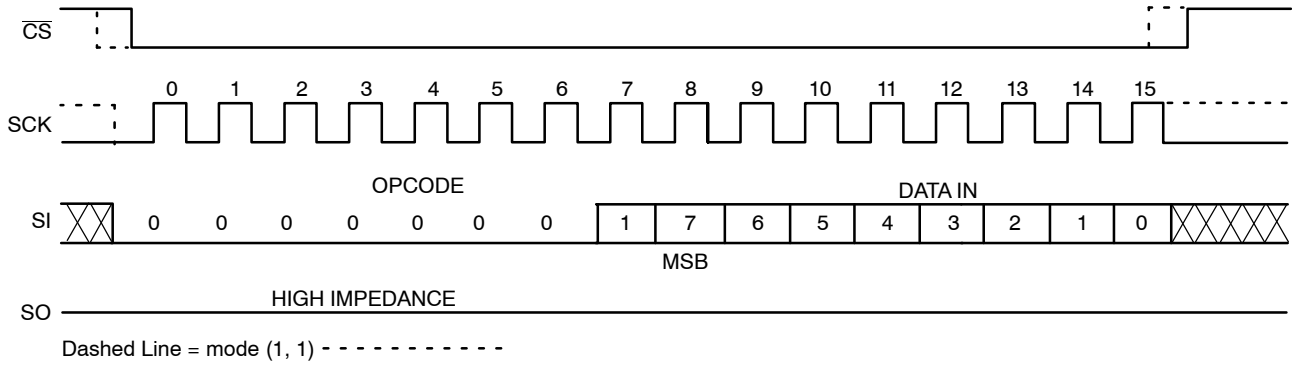 CS
0 1 2 3 4 5 6 7 8 9 10 11 12 13 14 15
SCK
OPCODE DATA IN
SI 0 0 0 0 0 0 0 1 7 6 5 4 3 2 1 0
MSB
HIGH IMPEDANCE
SO
Dashed Line = mode (1, 1)